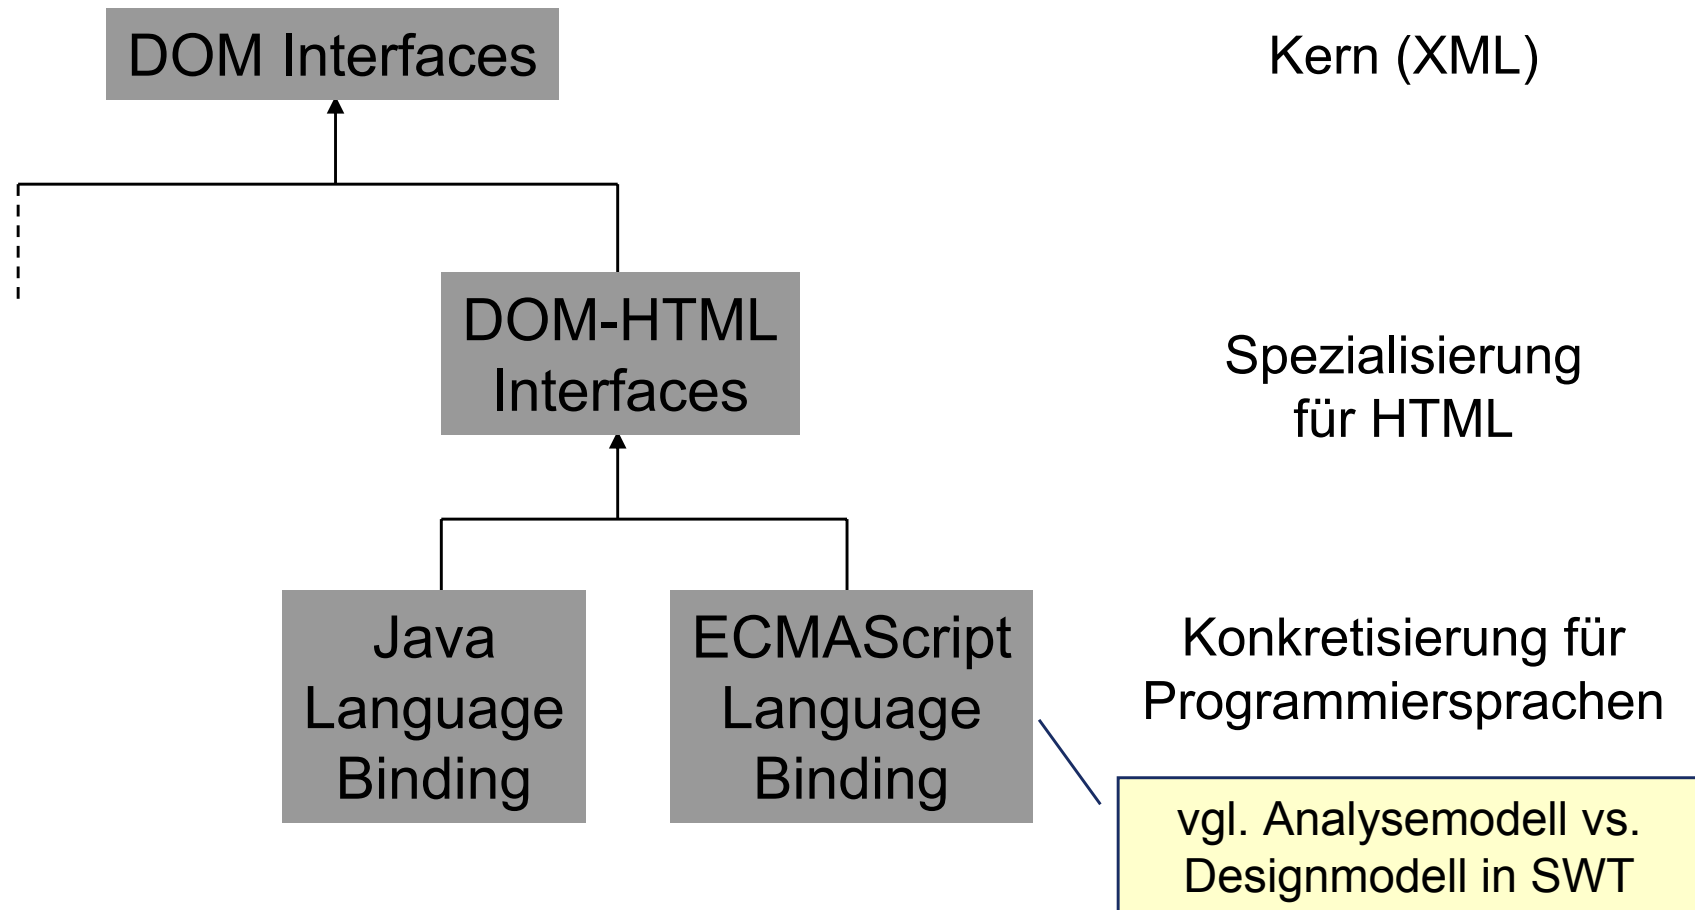 DOM Interfaces
Kern (XML)
DOM-HTML
Interfaces
Spezialisierung
für HTML
Java
Language
Binding
ECMAScript
Language
Binding
Konkretisierung für
Programmiersprachen
vgl. Analysemodell vs.
Designmodell in SWT